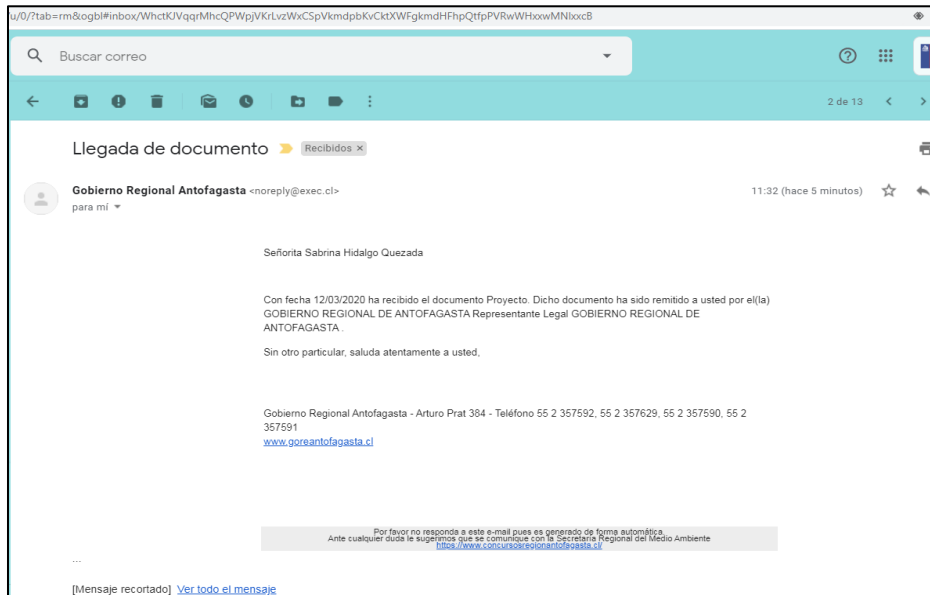 u/0/?tab=rm&ogbl#inbox/WhctKJVqqrMhcQPWpjVKrLvzWxCSpVkmdpbKvCktXWFgkmdHFhpQtfpPVRwWHxxwMNlxxcB
Buscar correo
2 de 13
Llegada de documento
Recibidos ×
Gobierno Regional Antofagasta <noreply@exec.cl>
11:32 (hace 5 minutos)
para mí
Señorita Sabrina Hidalgo Quezada
Con fecha 12/03/2020 ha recibido el documento Proyecto. Dicho documento ha sido remitido a usted por el(la)
GOBIERNO REGIONAL DE ANTOFAGASTA Representante Legal GOBIERNO REGIONAL DE
ANTOFAGASTA .
Sin otro particular, saluda atentamente a usted,
Gobierno Regional Antofagasta - Arturo Prat 384 - Teléfono 55 2 357592, 55 2 357629, 55 2 357590, 55 2
357591
www.goreantofagasta.cl
Por favor no responda a este e-mail pues es generado de forma automática.
Ante cualquier duda le sugerimos que se comunique con la Secretaría Regional del Medio Ambiente
https://www.concursosregionantofagasta.cl/
...
[Mensaje recortado] Ver todo el mensaje